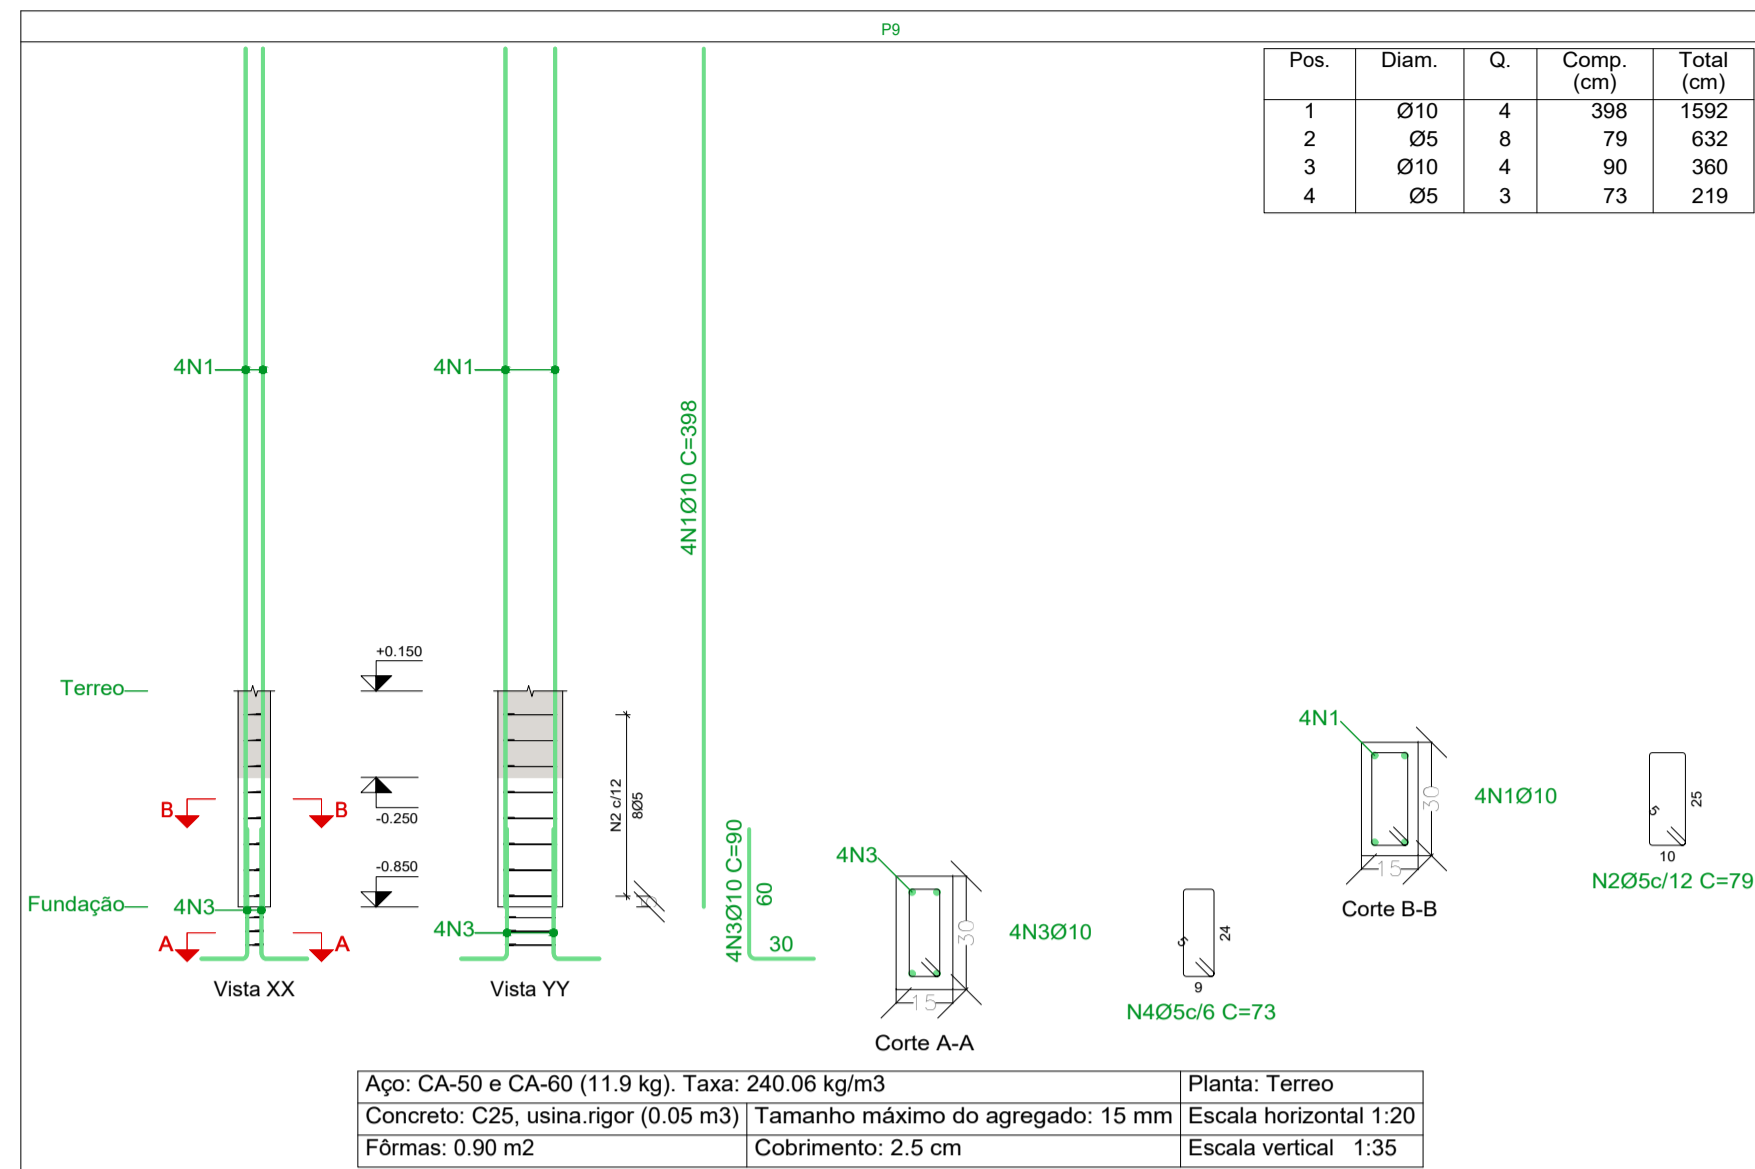 P9
Pos. Diam. Q. Comp. (cm) Total (cm)
1 Ø10 4 398 1592
2 Ø5 8 79 632
3 Ø10 4 90 360
4 Ø5 3 73 219
4N1
4N1
4N1Ø10 C=398
Terreo
+0.150
-0.250
-0.850
B
B
Fundação
4N3
4N3
A
A
Vista XX
Vista YY
N2 c/12
8Ø5
4N3Ø10 C=90
60
30
4N3
30
15
4N3Ø10
Corte A-A
5
24
9
N4Ø5c/6 C=73
4N1
30
15
4N1Ø10
Corte B-B
5
25
10
N2Ø5c/12 C=79
Aço: CA-50 e CA-60 (11.9 kg). Taxa: 240.06 kg/m3
Planta: Terreo
Concreto: C25, usina.rigor (0.05 m3)
Tamanho máximo do agregado: 15 mm
Escala horizontal 1:20
Fôrmas: 0.90 m2
Cobrimento: 2.5 cm
Escala vertical 1:35